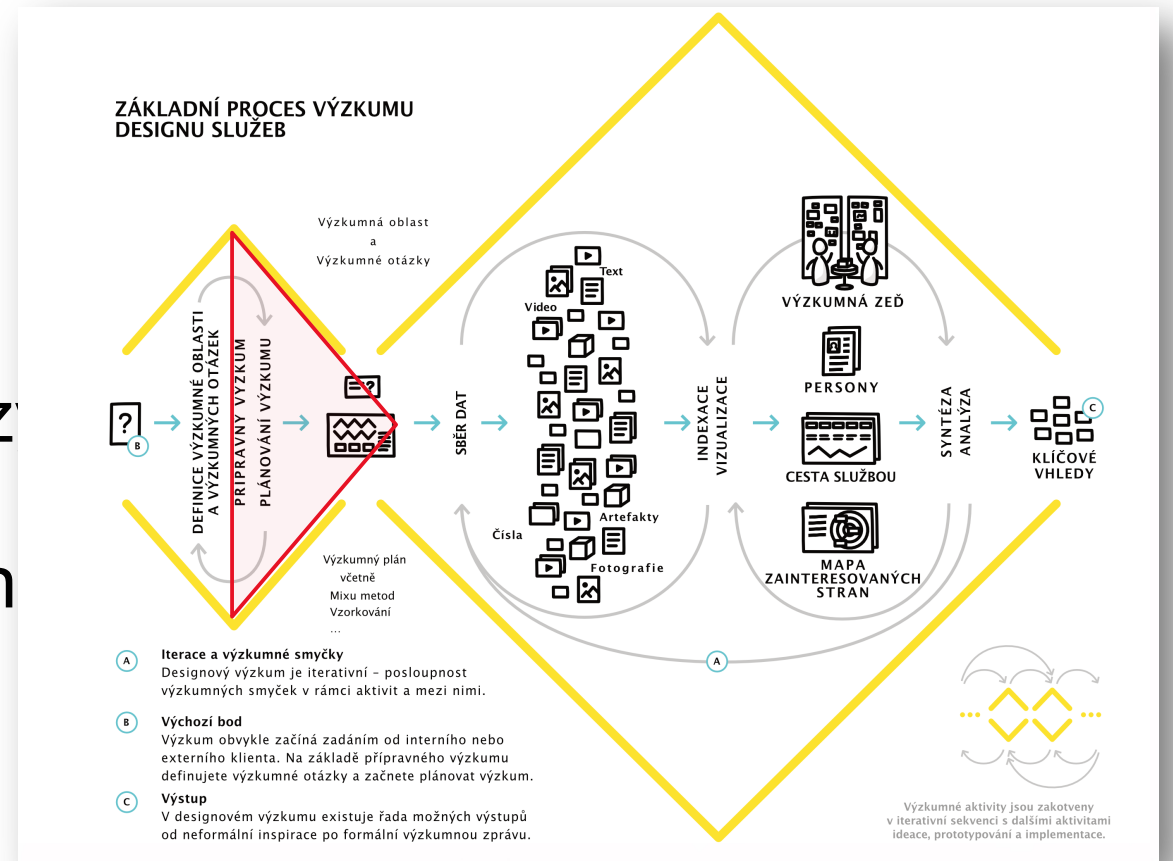 ZÁKLADNÍ PROCES VÝZKUMU
DESIGNU SLUŽEB
Výzkumná oblast
a
Výzkumné otázky
?
B
DEFINICE VÝZKUMNÉ OBLASTI
A VÝZKUMNÝCH OTÁZEK
PŘÍPRAVNÝ VÝZKUM
PLÁNOVÁNÍ VÝZKUMU
?
Výzkumný plán
včetně
Mixu metod
Vzorkování
...
SBĚR DAT
Text
Video
Čísla
Artefakty
Fotografie
INDEXACE
VIZUALIZACE
VÝZKUMNÁ ZEĎ
PERSONY
CESTA SLUŽBOU
MAPA
ZAINTERESOVANÝCH
STRAN
SYNTÉZA
ANALÝZA
C
KLÍČOVÉ
VHLEDY
A
A
Iterace a výzkumné smyčky
Designový výzkum je iterativní – posloupnost
výzkumných smyček v rámci aktivit a mezi nimi.
B
Výchozí bod
Výzkum obvykle začíná zadáním od interního nebo
externího klienta. Na základě přípravného výzkumu
definujete výzkumné otázky a začnete plánovat výzkum.
C
Výstup
V designovém výzkumu existuje řada možných výstupů
od neformální inspirace po formální výzkumnou zprávu.
Výzkumné aktivity jsou zakotveny
v iterativní sekvenci s dalšími aktivitami
ideace, prototypování a implementace.